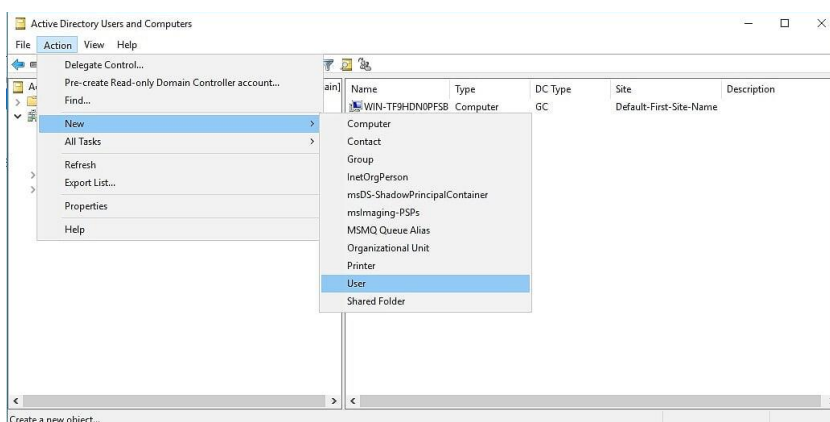 Active Directory Users and Computers
File Action View Help
Delegate Control...
Pre-create Read-only Domain Controller account...
Find...
New
All Tasks
Refresh
Export List...
Properties
Help
ain]
Name Type DC Type Site Description
WIN-TF9HDN0PFSB Computer GC Default-First-Site-Name
Computer
Contact
Group
InetOrgPerson
msDS-ShadowPrincipalContainer
msImaging-PSPs
MSMQ Queue Alias
Organizational Unit
Printer
User
Shared Folder
Create a new object...